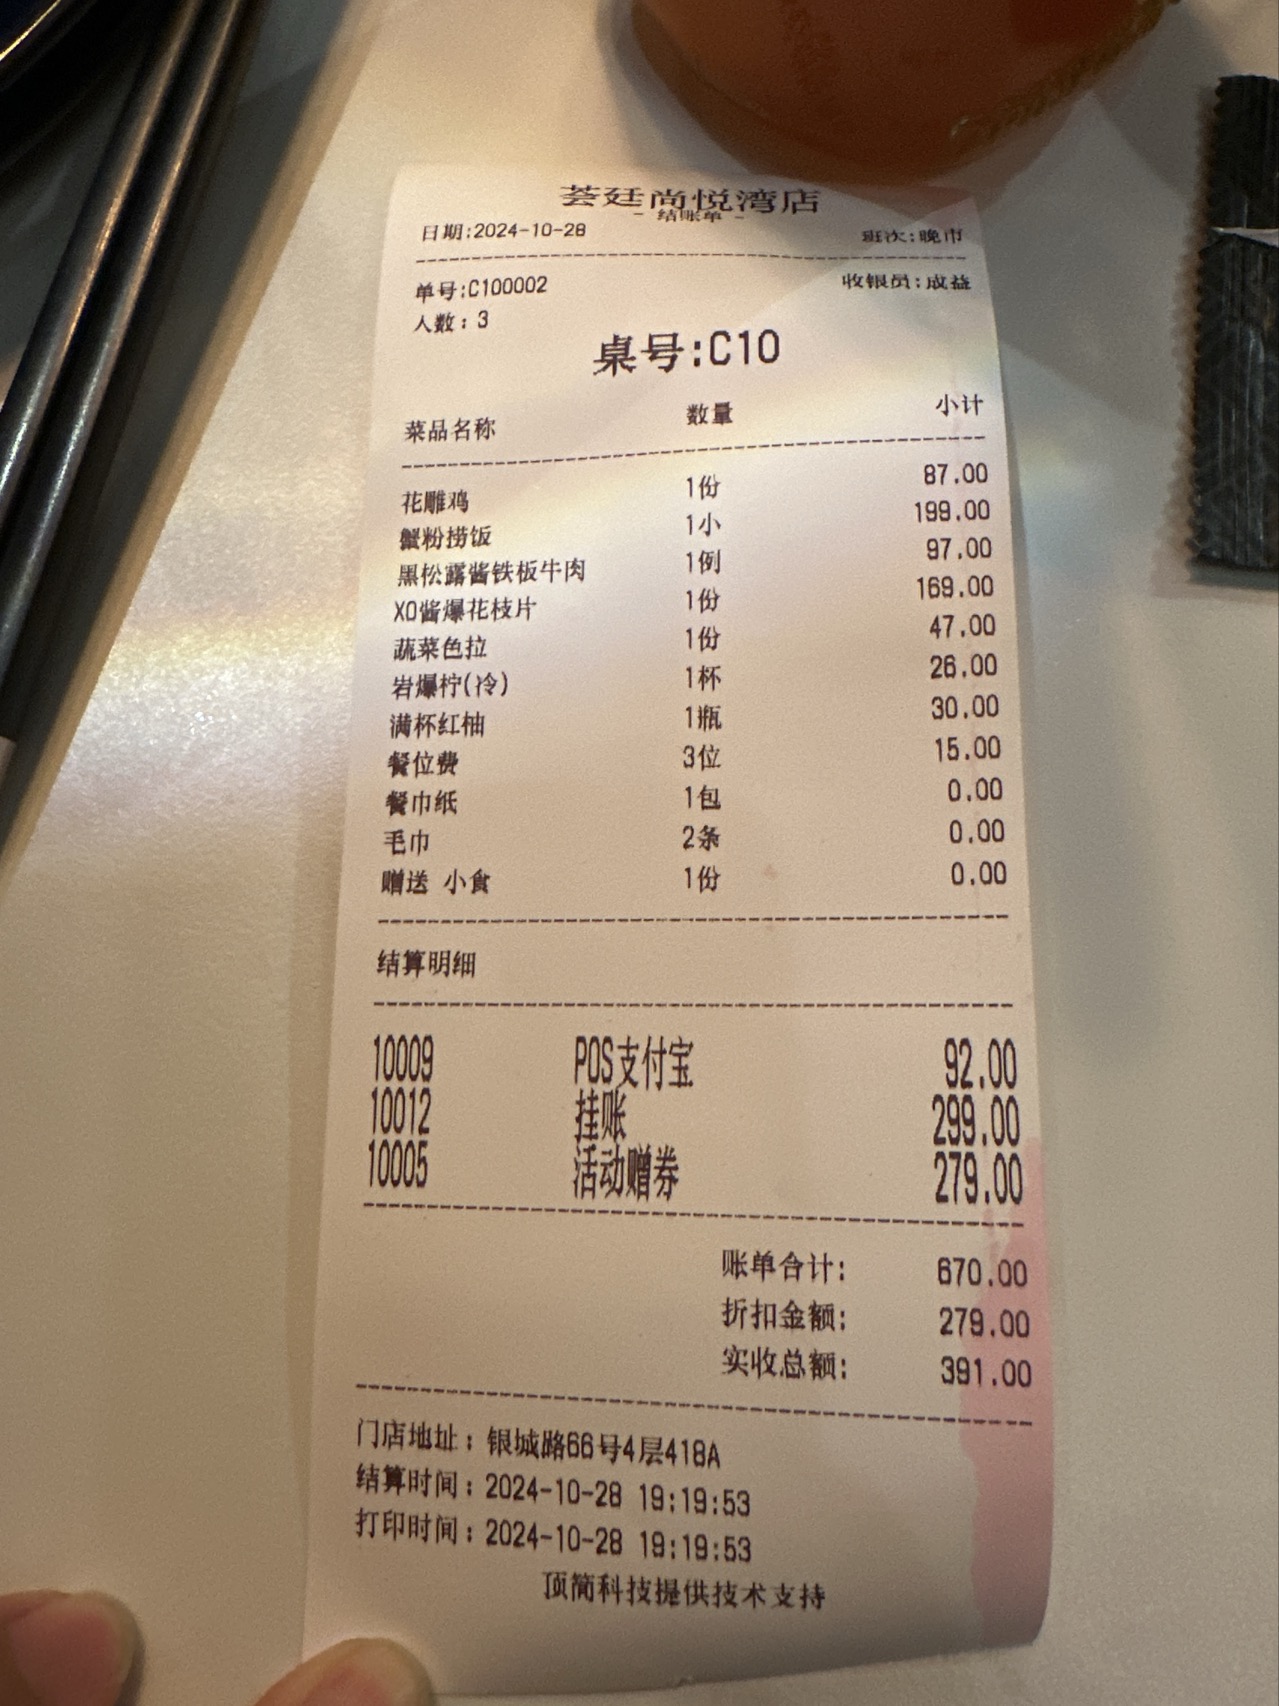 荟廷尚悦湾店
- 结账单 -
日期:2024-10-28 班次:晚市
单号:C100002 收银员:成益
人数:3
桌号:C10
菜品名称 数量 小计
花雕鸡 1份 87.00
蟹粉捞饭 1小 199.00
黑松露酱铁板牛肉 1例 97.00
XO酱爆花枝片 1份 169.00
蔬菜色拉 1份 47.00
岩爆柠(冷) 1杯 26.00
满杯红柚 1瓶 30.00
餐位费 3位 15.00
餐巾纸 1包 0.00
毛巾 2条 0.00
赠送 小食 1份 0.00
结算明细
10009 POS支付宝 92.00
10012 挂账 299.00
10005 活动赠券 279.00
账单合计: 670.00
折扣金额: 279.00
实收总额: 391.00
门店地址:银城路66号4层418A
结算时间:2024-10-28 19:19:53
打印时间:2024-10-28 19:19:53
顶简科技提供技术支持